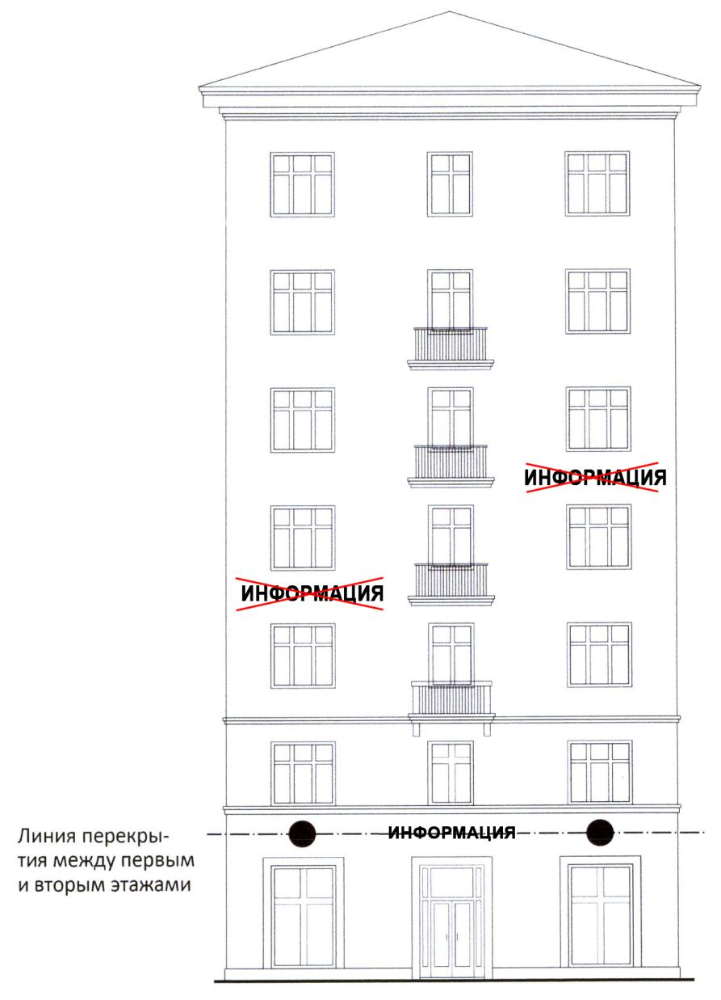 ИНФОРМАЦИЯ
ИНФОРМАЦИЯ
Линия перекры-
тия между первым
и вторым этажами
ИНФОРМАЦИЯ